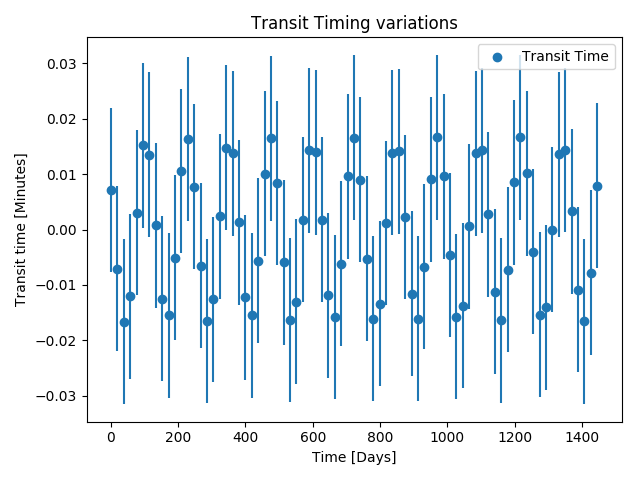 Transit Timing variations
Transit Time
Transit time [Minutes]
0.03
0.02
0.01
0.00
−0.01
−0.02
−0.03
0 200 400 600 800 1000 1200 1400
Time [Days]